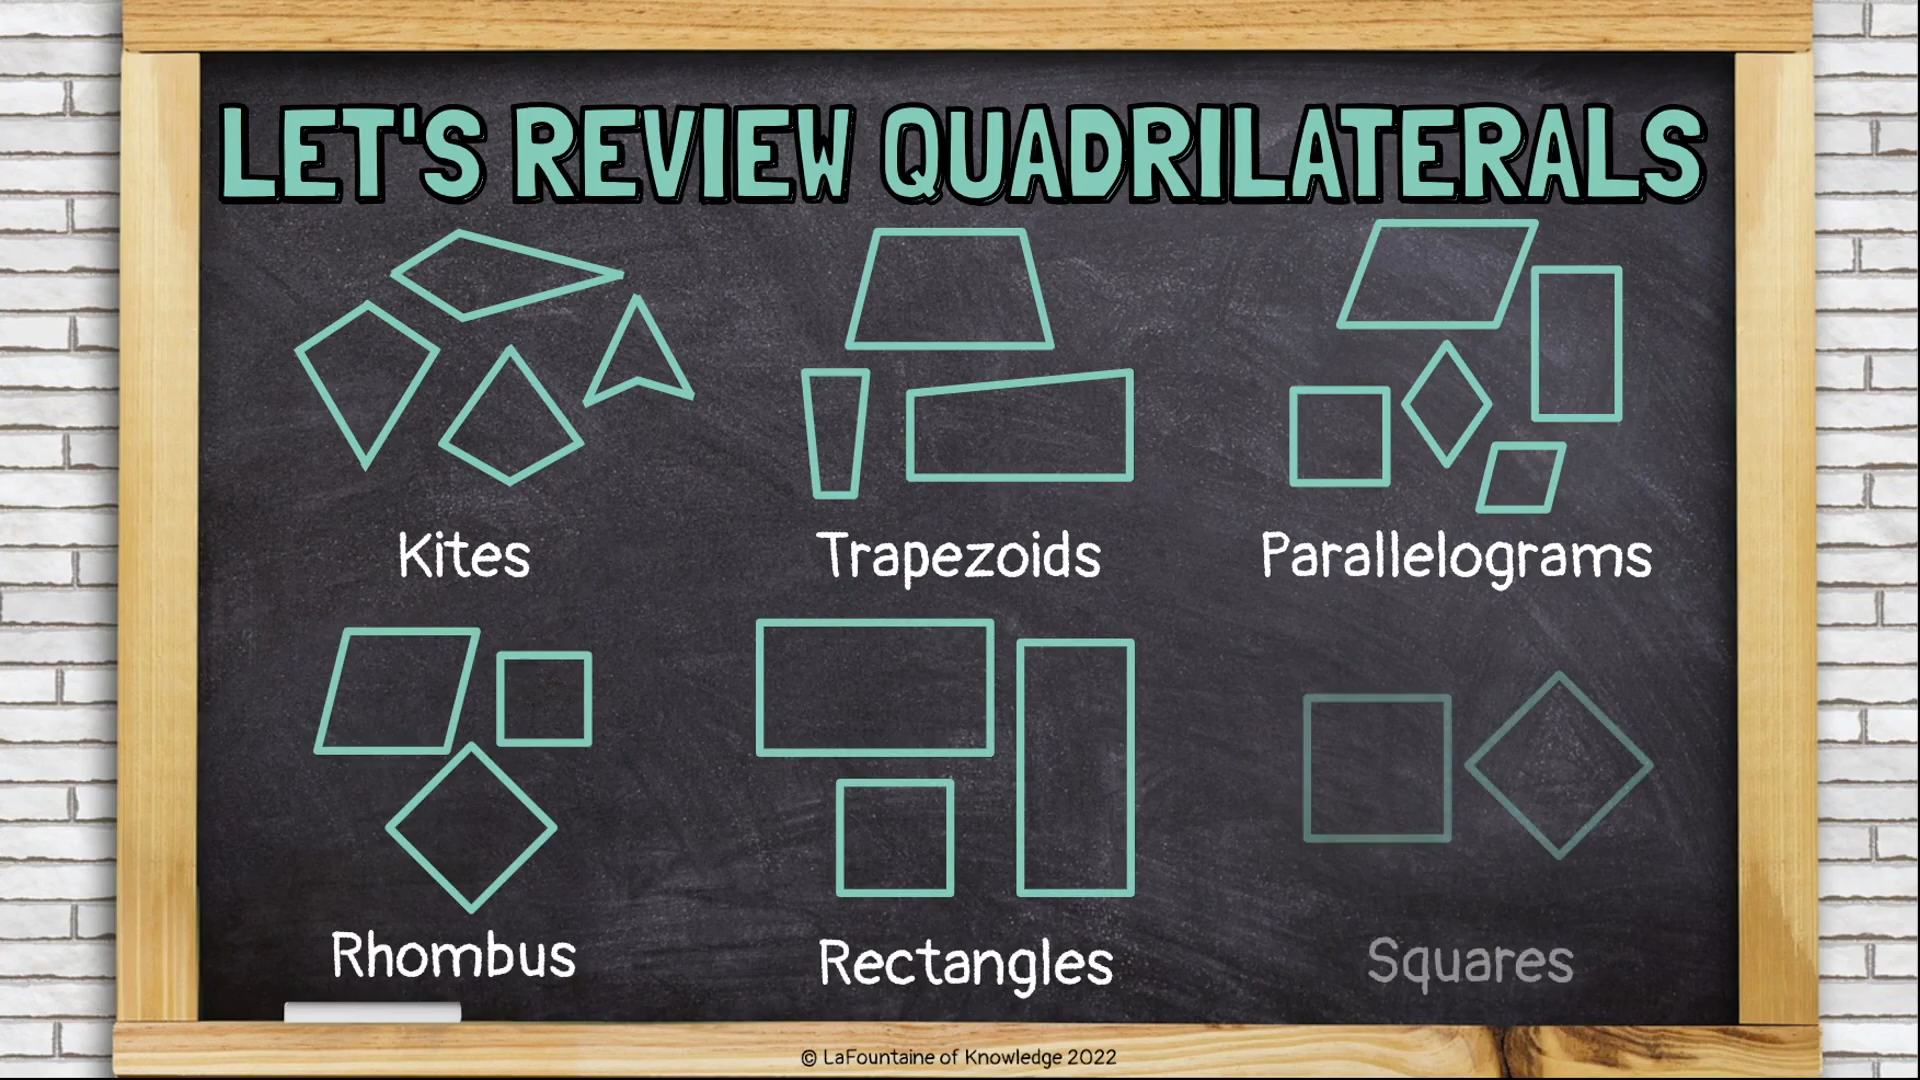 LET'S REVIEW QUADRILATERALS
Kites
Trapezoids
Parallelograms
Rhombus
Rectangles
Squares
© LaFountaine of Knowledge 2022